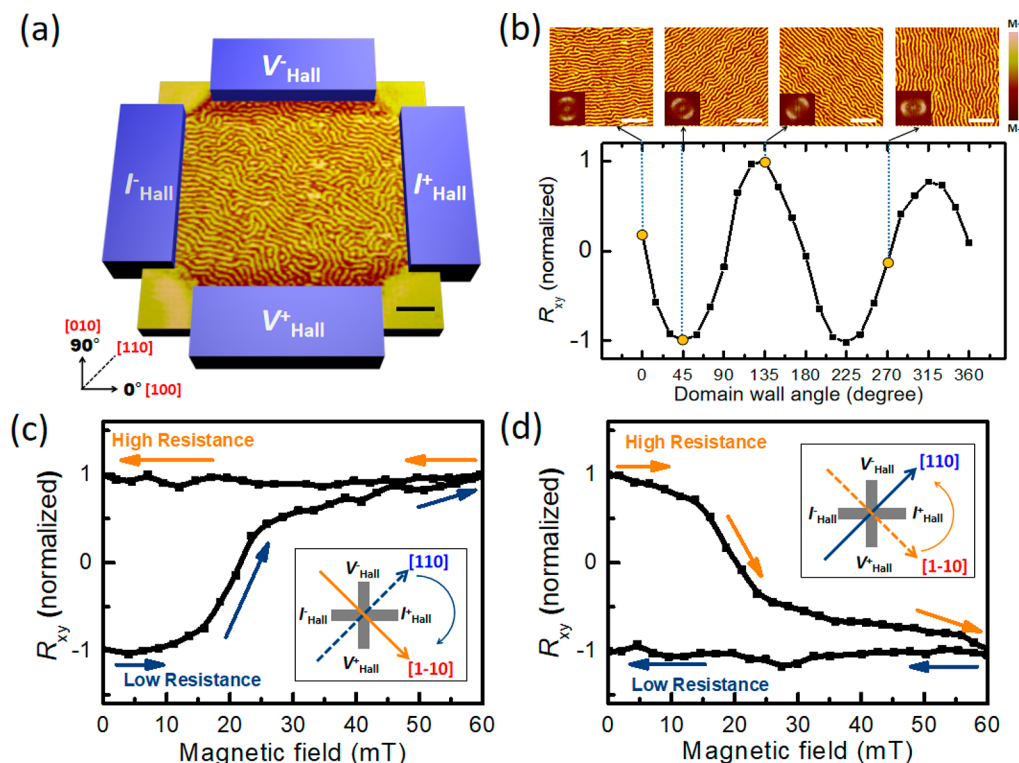 (a)
V-Hall
I-Hall
I+Hall
V+Hall
[010]
90°
[110]
0° [100]
(b)
M
M
Rxy (normalized)
1
0
-1
0 45 90 135 180 225 270 315 360
Domain wall angle (degree)
(c)
High Resistance
Rxy (normalized)
1
0
-1
V-Hall
[110]
I-Hall
I+Hall
V+Hall
[1-10]
Low Resistance
0 10 20 30 40 50 60
Magnetic field (mT)
(d)
High Resistance
Rxy (normalized)
1
0
-1
V-Hall
[110]
I-Hall
I+Hall
V+Hall
[1-10]
Low Resistance
0 10 20 30 40 50 60
Magnetic field (mT)